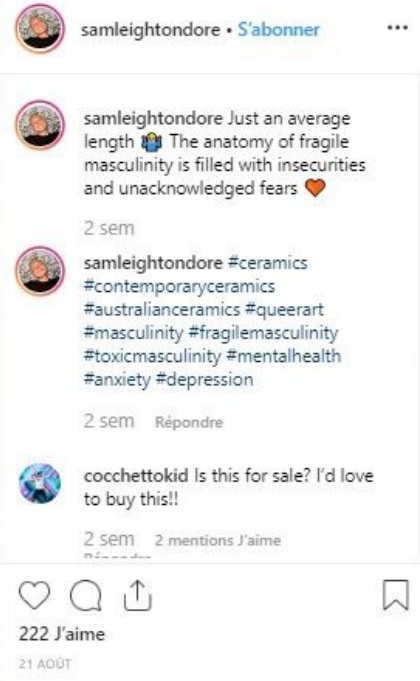 samleightondore • S'abonner
samleightondore Just an average
length 🤷‍♂️ The anatomy of fragile
masculinity is filled with insecurities
and unacknowledged fears 🧡
2 sem
samleightondore #ceramics
#contemporaryceramics
#australianceramics #queerart
#masculinity #fragilemasculinity
#toxicmasculinity #mentalhealth
#anxiety #depression
2 sem Répondre
cocchettokid Is this for sale? I'd love
to buy this!!
2 sem 2 mentions J'aime
Répondre
222 J'aime
21 AOÛT